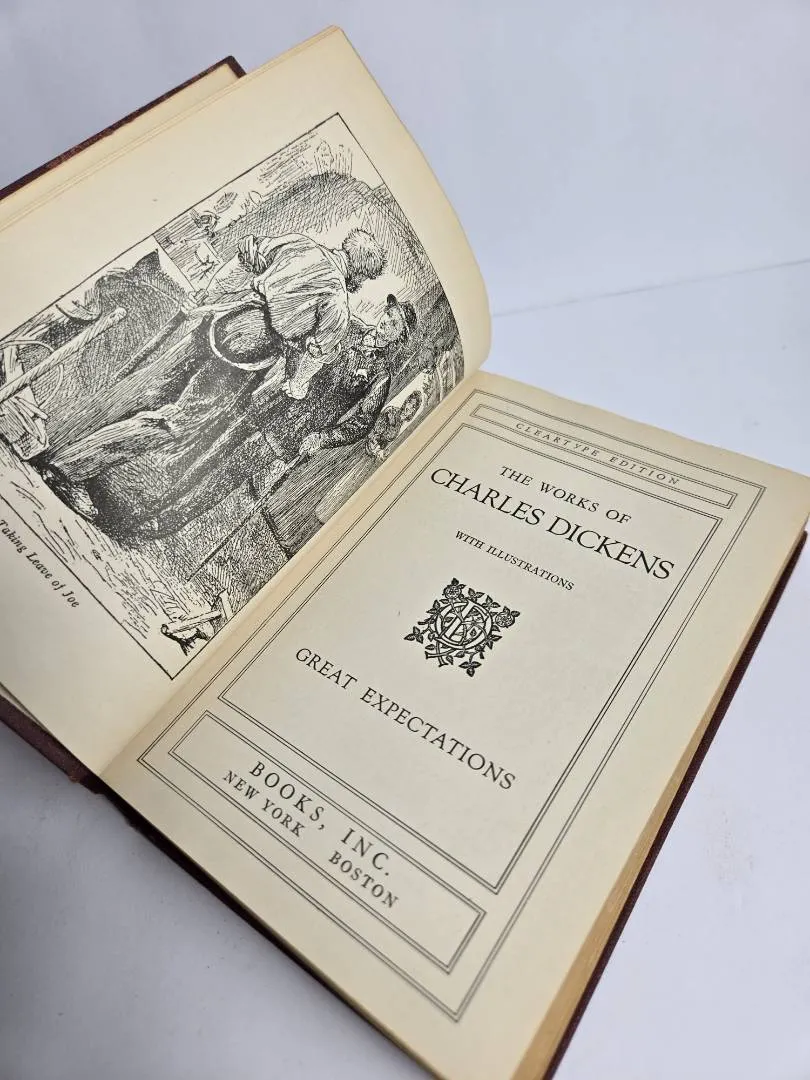 Taking Leave of Joe
CLEARTYPE EDITION
THE WORKS OF
CHARLES DICKENS
WITH ILLUSTRATIONS
GREAT EXPECTATIONS
BOOKS, INC.
NEW YORK BOSTON